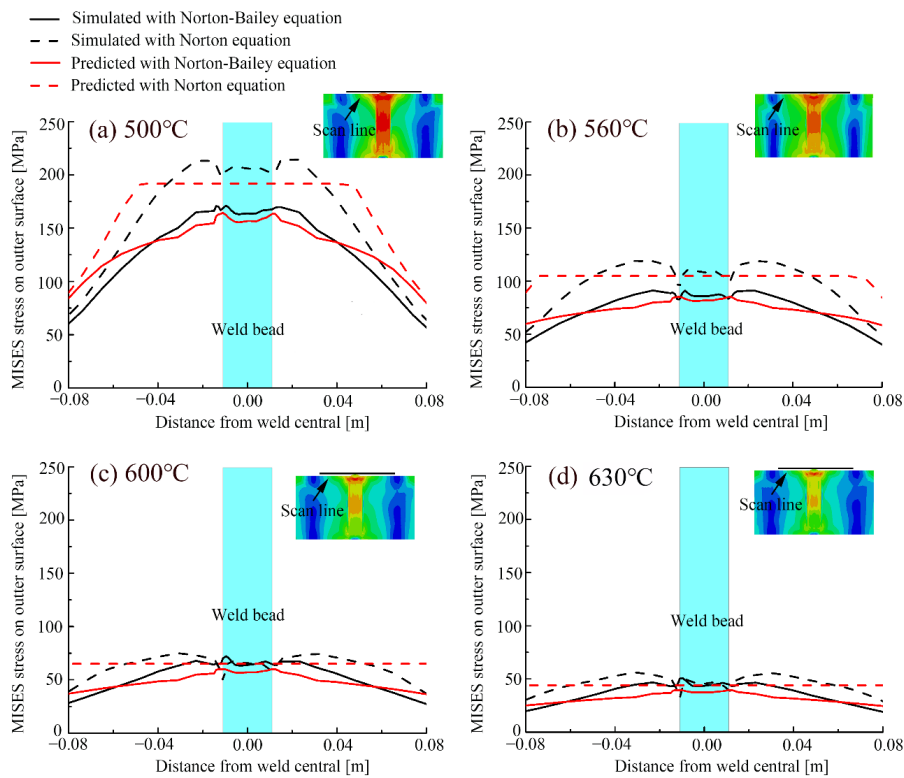 Simulated with Norton-Bailey equation
Simulated with Norton equation
Predicted with Norton-Bailey equation
Predicted with Norton equation
(a) 500℃
Scan line
Weld bead
MISES stress on outter surface [MPa]
250
200
150
100
50
0
−0.08 −0.04 0.00 0.04 0.08
Distance from weld central [m]
(b) 560℃
Scan line
Weld bead
MISES stress on outter surface [MPa]
250
200
150
100
50
0
−0.08 −0.04 0.00 0.04 0.08
Distance from weld central [m]
(c) 600℃
Scan line
Weld bead
MISES stress on outter surface [MPa]
250
200
150
100
50
0
−0.08 −0.04 0.00 0.04 0.08
Distance from weld central [m]
(d) 630℃
Scan line
Weld bead
MISES stress on outter surface [MPa]
250
200
150
100
50
0
−0.08 −0.04 0.00 0.04 0.08
Distance from weld central [m]